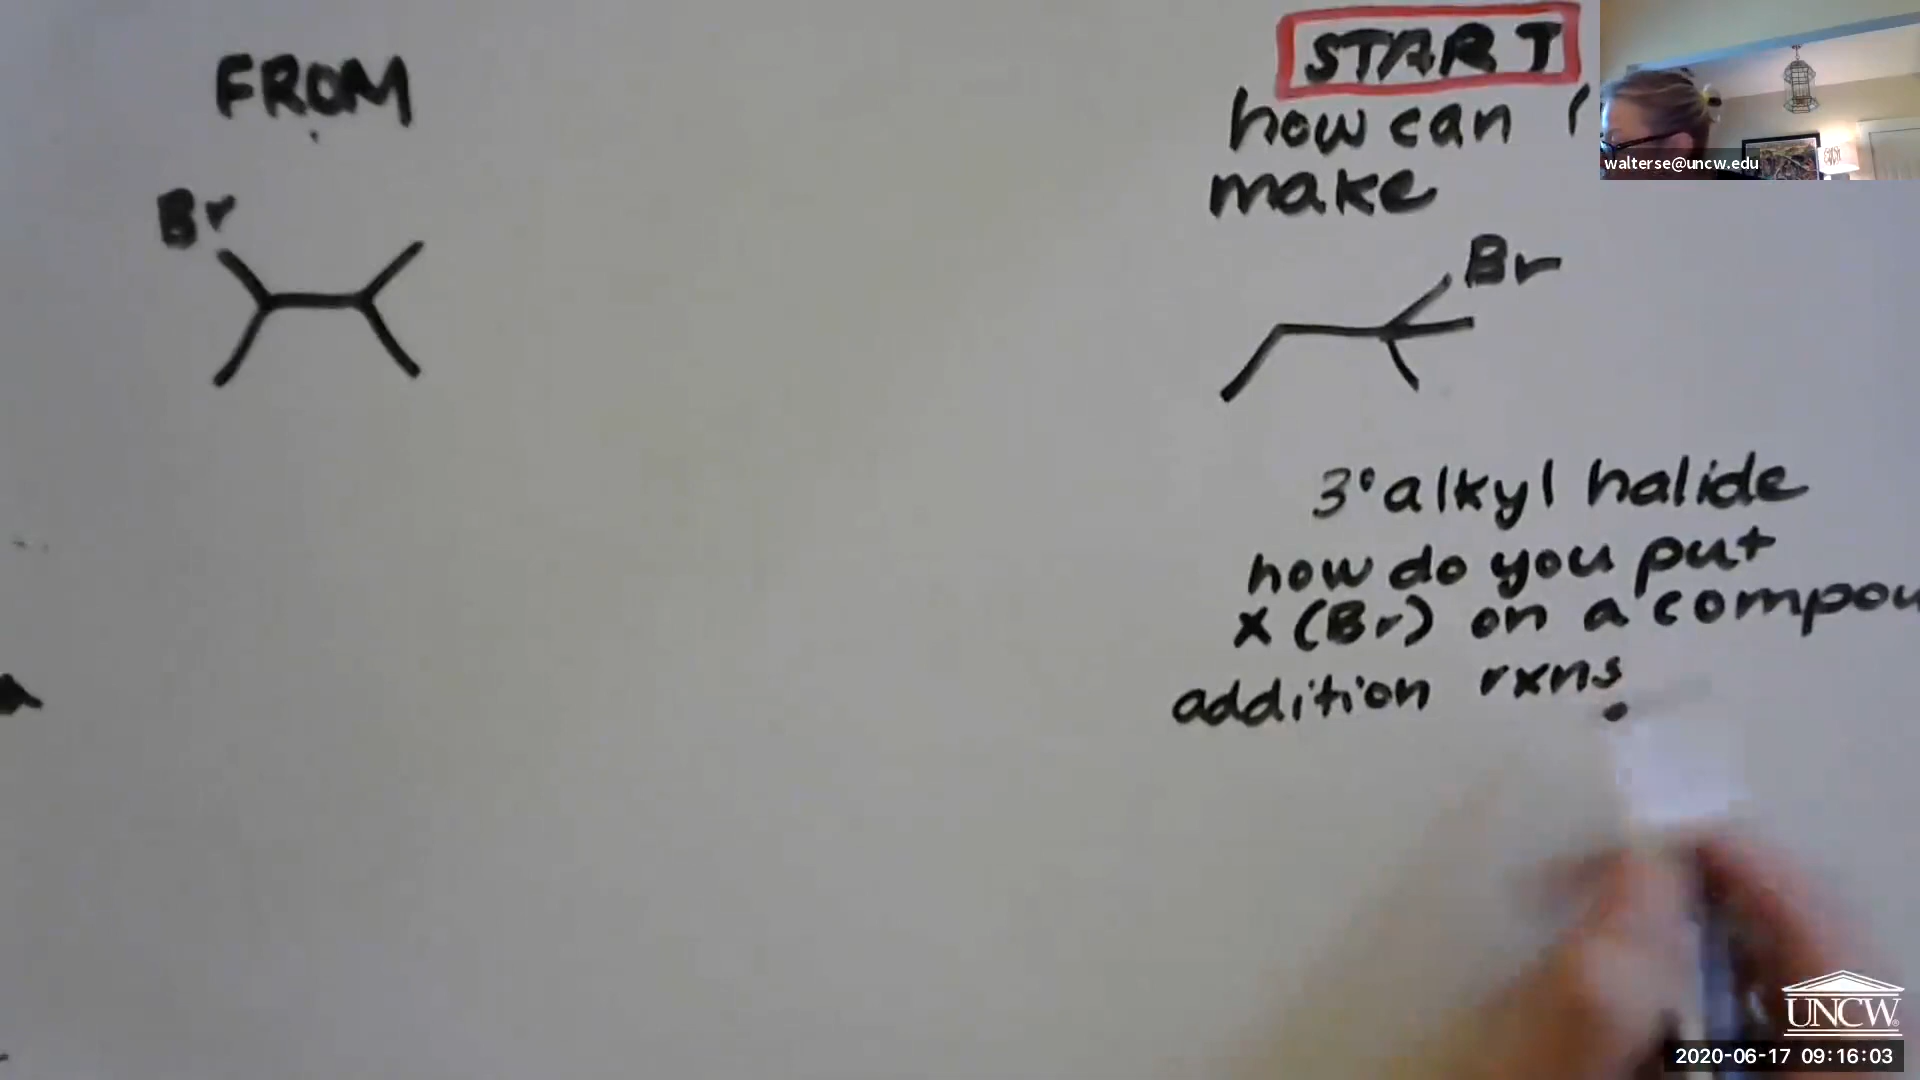 FROM
Br
START
how can I
make
Br
3° alkyl halide
how do you put
x (Br) on a compou
addition rxns
walterse@uncw.edu
UNCW
2020-06-17 09:16:03